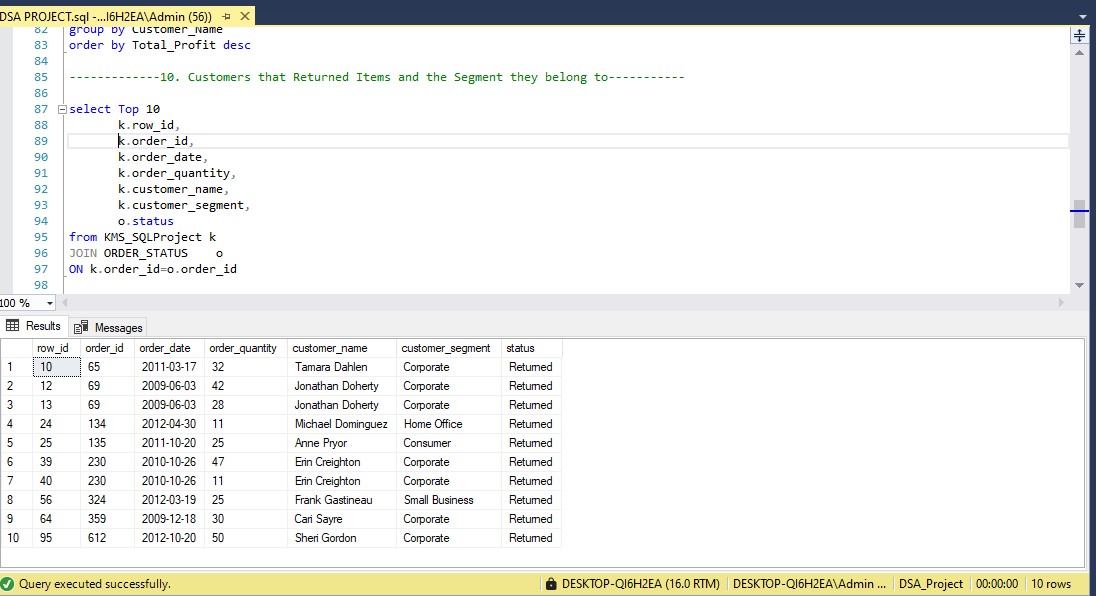 DSA PROJECT.sql -...I6H2EA\Admin (56))
82 group by Customer_Name
83 order by Total_Profit desc
84
85 -------------10. Customers that Returned Items and the Segment they belong to-----------
86
87 select Top 10
88 k.row_id,
89 k.order_id,
90 k.order_date,
91 k.order_quantity,
92 k.customer_name,
93 k.customer_segment,
94 o.status
95 from KMS_SQLProject k
96 JOIN ORDER_STATUS o
97 ON k.order_id=o.order_id
98
100 %
Results Messages
row_id order_id order_date order_quantity customer_name customer_segment status
1 10 65 2011-03-17 32 Tamara Dahlen Corporate Returned
2 12 69 2009-06-03 42 Jonathan Doherty Corporate Returned
3 13 69 2009-06-03 28 Jonathan Doherty Corporate Returned
4 24 134 2012-04-30 11 Michael Dominguez Home Office Returned
5 25 135 2011-10-20 25 Anne Pryor Consumer Returned
6 39 230 2010-10-26 47 Erin Creighton Corporate Returned
7 40 230 2010-10-26 11 Erin Creighton Corporate Returned
8 56 324 2012-03-19 25 Frank Gastineau Small Business Returned
9 64 359 2009-12-18 30 Cari Sayre Corporate Returned
10 95 612 2012-10-20 50 Sheri Gordon Corporate Returned
Query executed successfully. DESKTOP-QI6H2EA (16.0 RTM) DESKTOP-QI6H2EA\Admin ... DSA_Project 00:00:00 10 rows